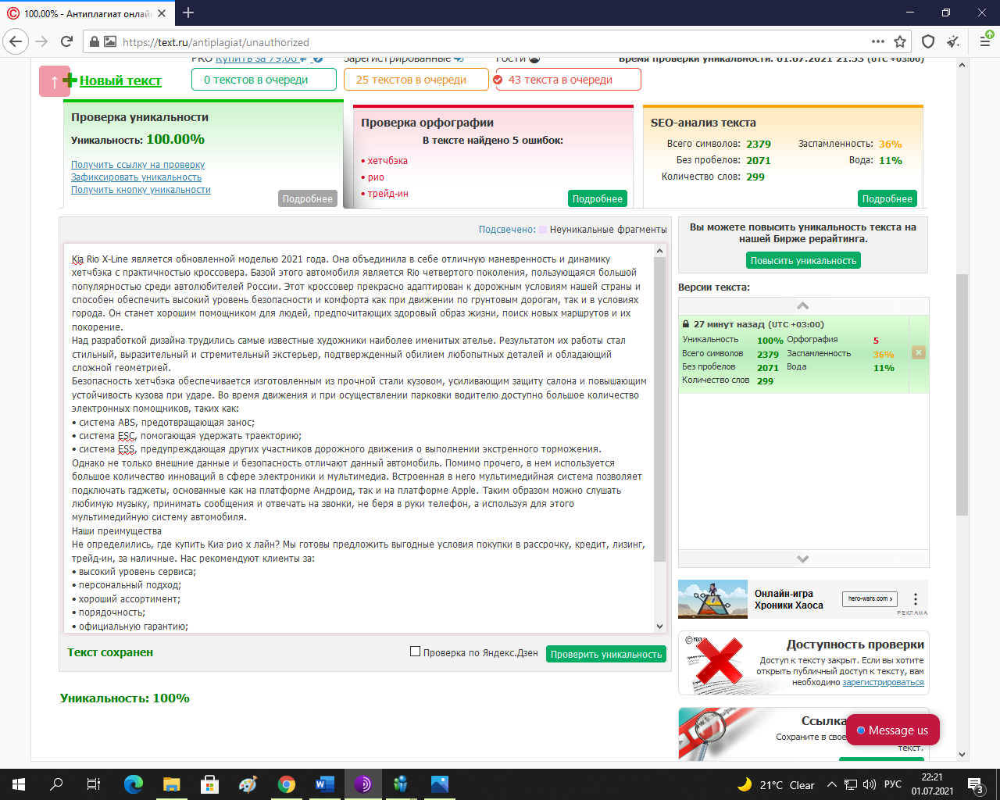 100.00% - Антиплагиат онлай
https://text.ru/antiplagiat/unauthorized
PRO Купить за 79,00 ₽
Зарегистрированные
Гости
Время проверки уникальности: 01.07.2021 21:53 (UTC +03:00)
↑
Новый текст
0 текстов в очереди
25 текстов в очереди
43 текста в очереди
Проверка уникальности
Уникальность: 100.00%
Получить ссылку на проверку
Зафиксировать уникальность
Получить кнопку уникальности
Подробнее
Проверка орфографии
В тексте найдено 5 ошибок:
• хетчбэка
• рио
• трейд-ин
Подробнее
SEO-анализ текста
Всего символов: 2379
Заспамленность: 36%
Без пробелов: 2071
Вода: 11%
Количество слов: 299
Подробнее
Подсвечено: Неуникальные фрагменты
Kia Rio X-Line является обновленной моделью 2021 года. Она объединила в себе отличную маневренность и динамику
хетчбэка с практичностью кроссовера. Базой этого автомобиля является Rio четвертого поколения, пользующаяся большой
популярностью среди автолюбителей России. Этот кроссовер прекрасно адаптирован к дорожным условиям нашей страны и
способен обеспечить высокий уровень безопасности и комфорта как при движении по грунтовым дорогам, так и в условиях
города. Он станет хорошим помощником для людей, предпочитающих здоровый образ жизни, поиск новых маршрутов и их
покорение.
Над разработкой дизайна трудились самые известные художники наиболее именитых ателье. Результатом их работы стал
стильный, выразительный и стремительный экстерьер, подтвержденный обилием любопытных деталей и обладающий
сложной геометрией.
Безопасность хетчбэка обеспечивается изготовленным из прочной стали кузовом, усиливающим защиту салона и повышающим
устойчивость кузова при ударе. Во время движения и при осуществлении парковки водителю доступно большое количество
электронных помощников, таких как:
• система ABS, предотвращающая занос;
• система ESC, помогающая удержать траекторию;
• система ESS, предупреждающая других участников дорожного движения о выполнении экстренного торможения.
Однако не только внешние данные и безопасность отличают данный автомобиль. Помимо прочего, в нем используется
большое количество инноваций в сфере электроники и мультимедиа. Встроенная в него мультимедийная система позволяет
подключать гаджеты, основанные как на платформе Андроид, так и на платформе Apple. Таким образом можно слушать
любимую музыку, принимать сообщения и отвечать на звонки, не беря в руки телефон, а используя для этого
мультимедийную систему автомобиля.
Наши преимущества
Не определились, где купить Киа рио х лайн? Мы готовы предложить выгодные условия покупки в рассрочку, кредит, лизинг,
трейд-ин, за наличные. Нас рекомендуют клиенты за:
• высокий уровень сервиса;
• персональный подход;
• хороший ассортимент;
• порядочность;
• официальную гарантию;
Текст сохранен
Проверка по Яндекс.Дзен
Проверить уникальность
Уникальность: 100%
Вы можете повысить уникальность текста на
нашей Бирже рерайтинга.
Повысить уникальность
Версии текста:
27 минут назад (UTC +03:00)
Уникальность 100% Орфография 5
Всего символов 2379 Заспамленность 36%
Без пробелов 2071 Вода 11%
Количество слов 299
Онлайн-игра
Хроники Хаоса
hero-wars.com ›
РЕКЛАМА
Доступность проверки
Доступ к тексту закрыт. Если вы хотите
открыть публичный доступ к тексту, вам
необходимо зарегистрироваться
Ссылка
Сохраните в свое
текст.
Message us
21°C Clear
РУС
22:21
01.07.2021
3